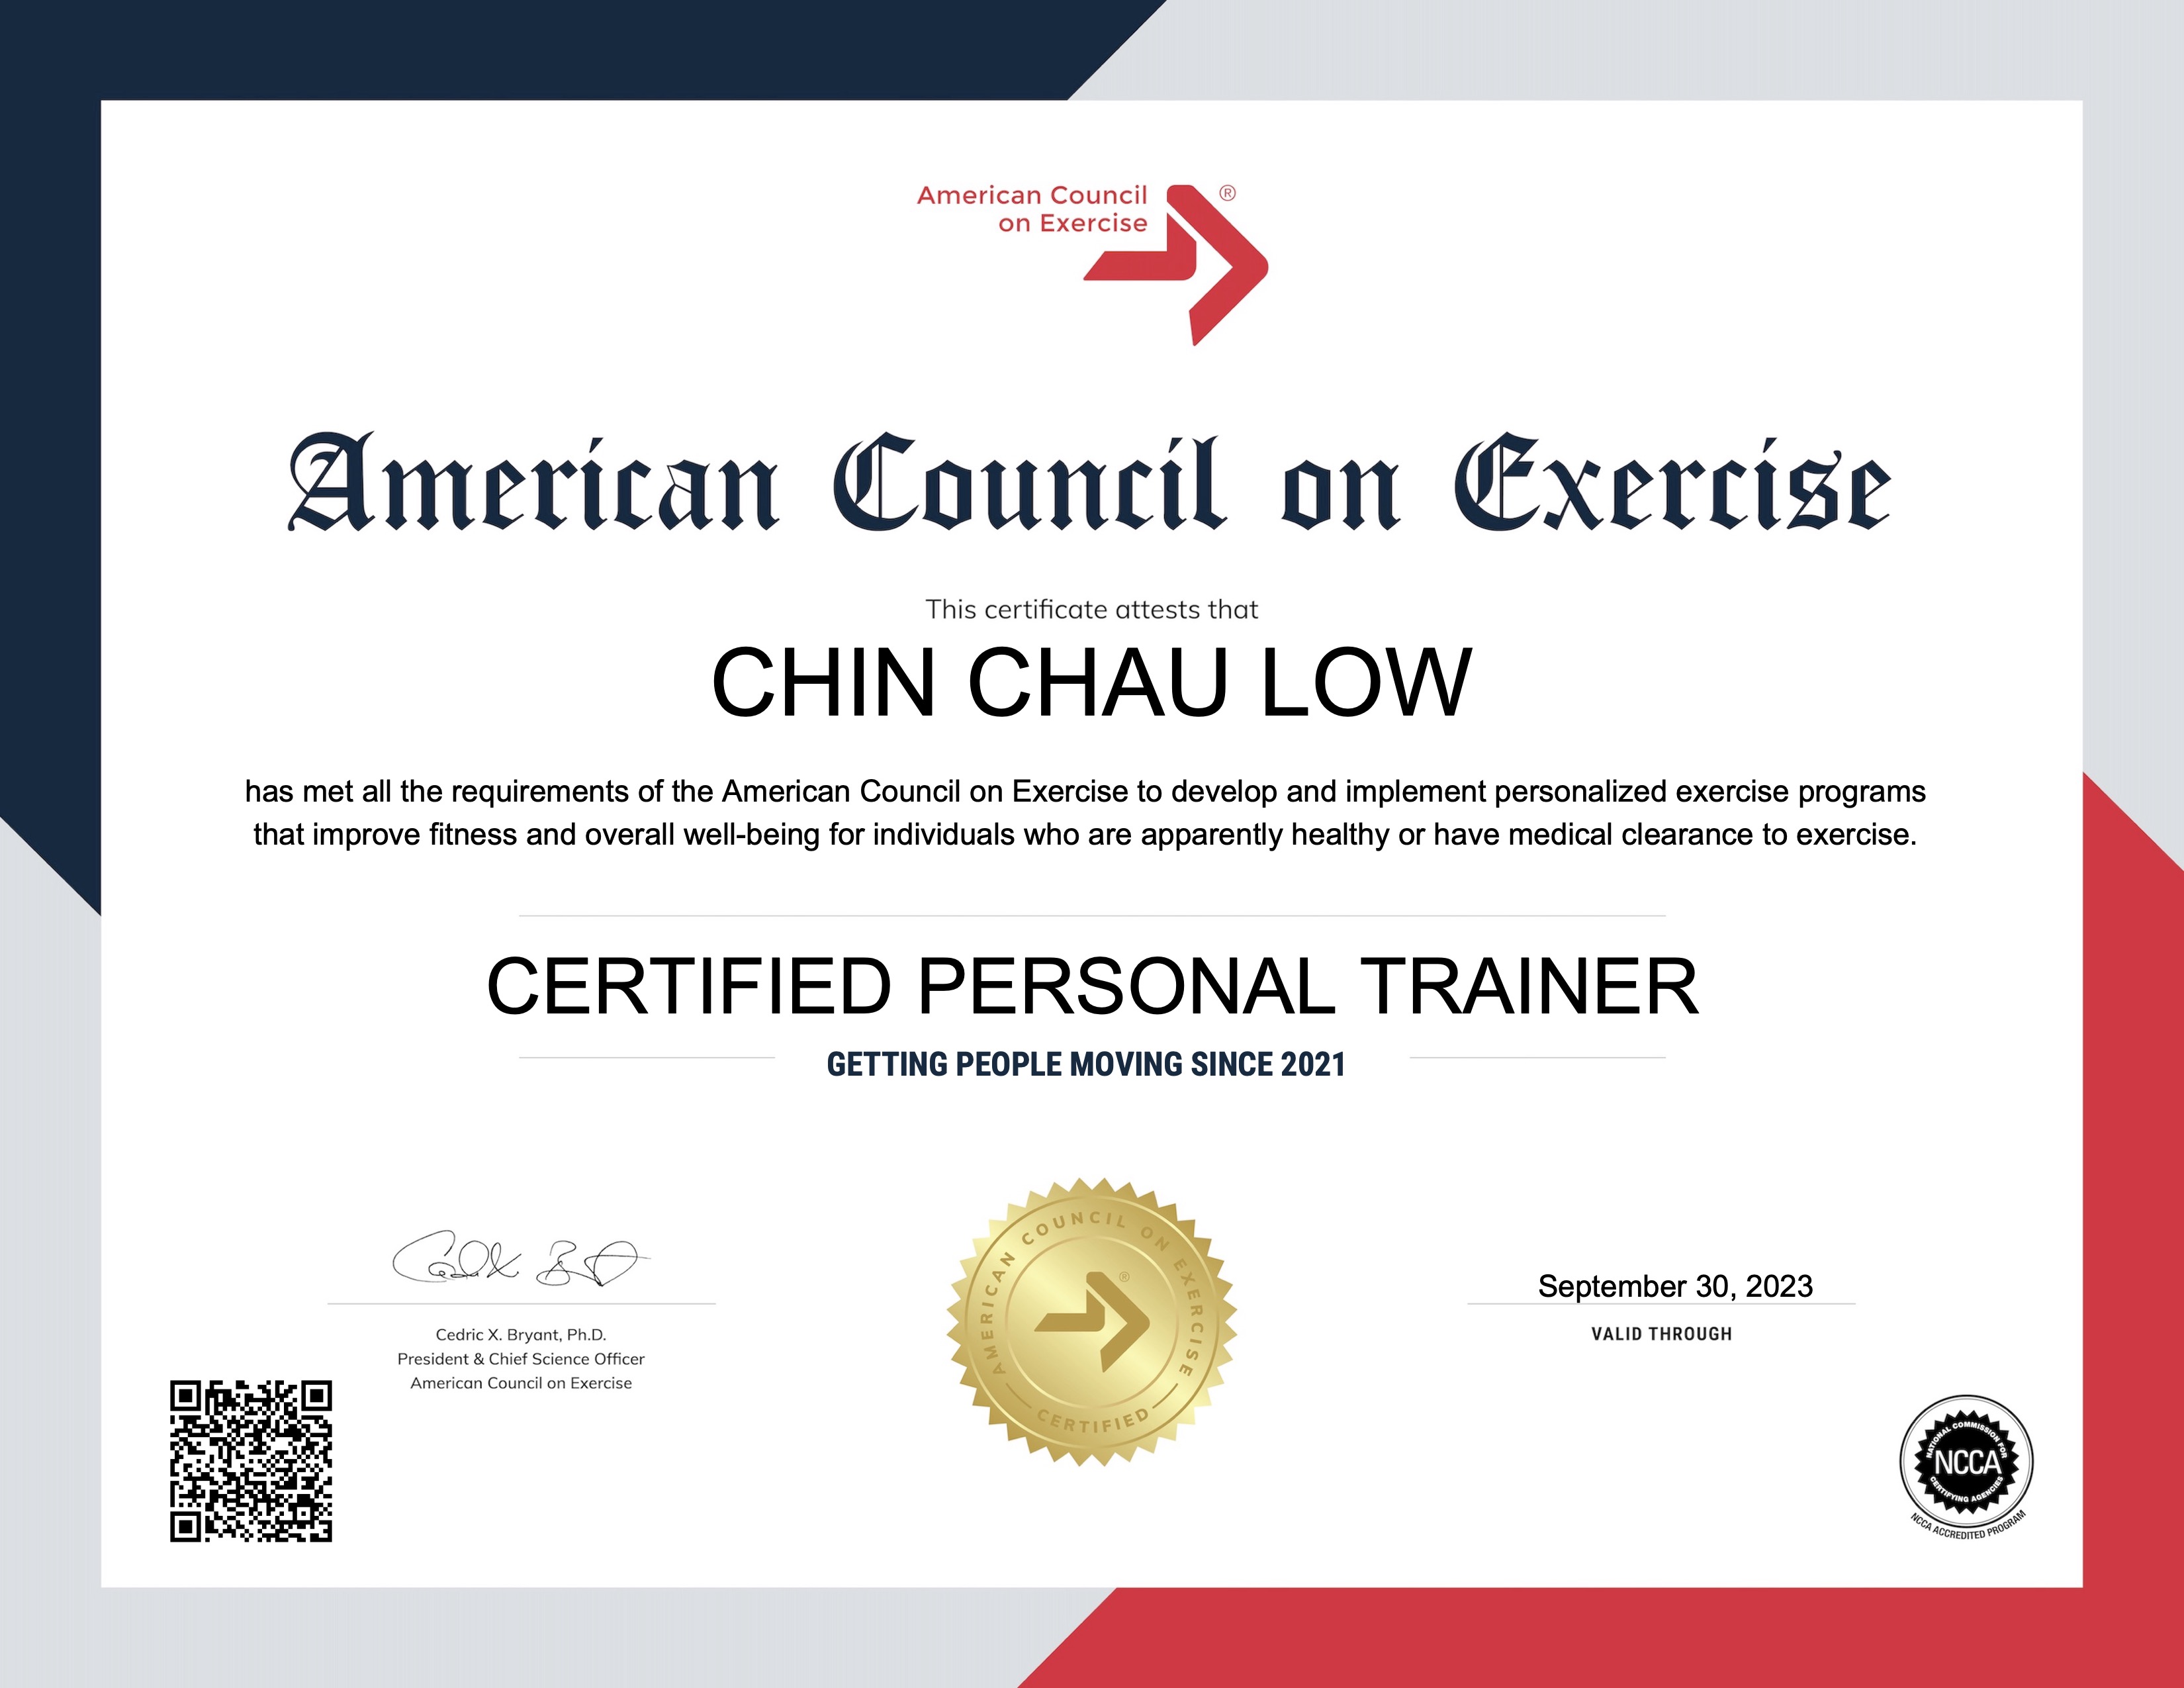 American Council
on Exercise
®
American Council on Exercise
This certificate attests that
CHIN CHAU LOW
has met all the requirements of the American Council on Exercise to develop and implement personalized exercise programs
that improve fitness and overall well-being for individuals who are apparently healthy or have medical clearance to exercise.
CERTIFIED PERSONAL TRAINER
GETTING PEOPLE MOVING SINCE 2021
Cedric X. Bryant, Ph.D.
President & Chief Science Officer
American Council on Exercise
AMERICAN COUNCIL ON EXERCISE
®
CERTIFIED
September 30, 2023
VALID THROUGH
NATIONAL COMMISSION FOR
NCCA
CERTIFYING AGENCIES
NCCA ACCREDITED PROGRAM